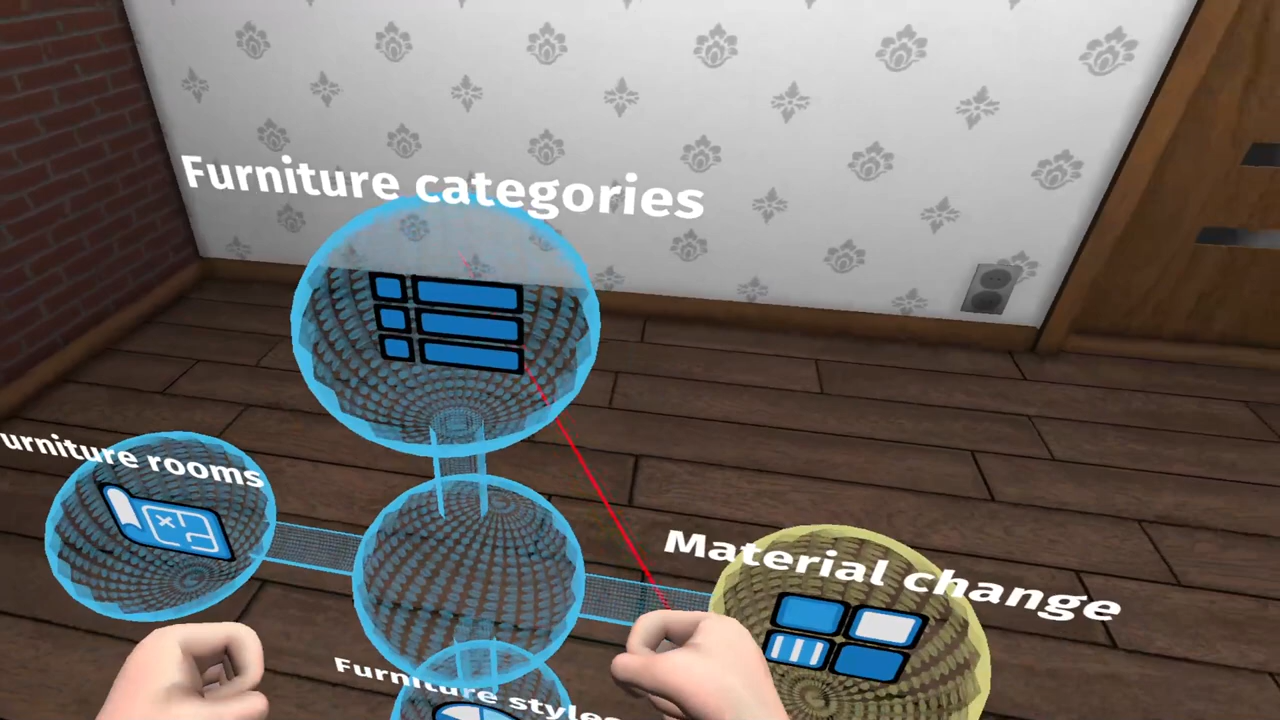 Furniture categories
urniture rooms
Material change
Furniture styles